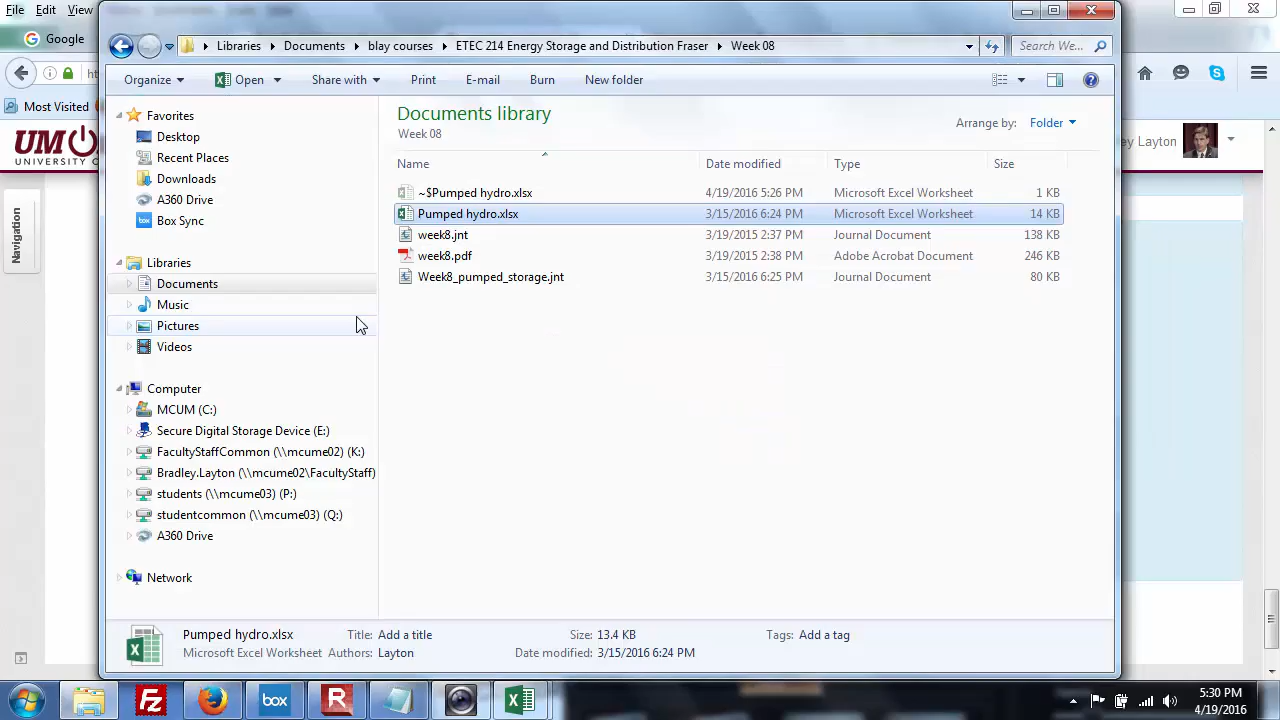 File Edit View
Google
Most Visited
UM
UNIVERSITY C
Navigation
Libraries Documents blay courses ETEC 214 Energy Storage and Distribution Fraser Week 08
Search We...
Organize Open Share with Print E-mail Burn New folder
Favorites
Desktop
Recent Places
Downloads
A360 Drive
Box Sync
Libraries
Documents
Music
Pictures
Videos
Computer
MCUM (C:)
Secure Digital Storage Device (E:)
FacultyStaffCommon (\\mcume02) (K:)
Bradley.Layton (\\mcume02\FacultyStaff)
students (\\mcume03) (P:)
studentcommon (\\mcume03) (Q:)
A360 Drive
Network
Documents library
Week 08
Arrange by: Folder
Name Date modified Type Size
~$Pumped hydro.xlsx 4/19/2016 5:26 PM Microsoft Excel Worksheet 1 KB
Pumped hydro.xlsx 3/15/2016 6:24 PM Microsoft Excel Worksheet 14 KB
week8.jnt 3/19/2015 2:37 PM Journal Document 138 KB
week8.pdf 3/19/2015 2:38 PM Adobe Acrobat Document 246 KB
Week8_pumped_storage.jnt 3/15/2016 6:25 PM Journal Document 80 KB
ey Layton
Pumped hydro.xlsx Title: Add a title Size: 13.4 KB Tags: Add a tag
Microsoft Excel Worksheet Authors: Layton Date modified: 3/15/2016 6:24 PM
box
5:30 PM
4/19/2016